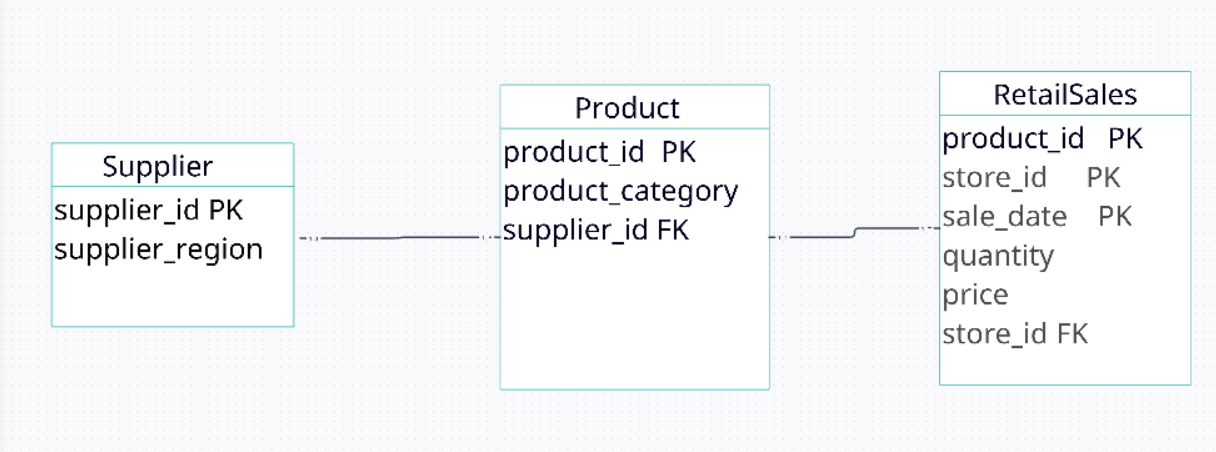 Supplier
supplier_id PK
supplier_region
Product
product_id PK
product_category
supplier_id FK
RetailSales
product_id PK
store_id PK
sale_date PK
quantity
price
store_id FK